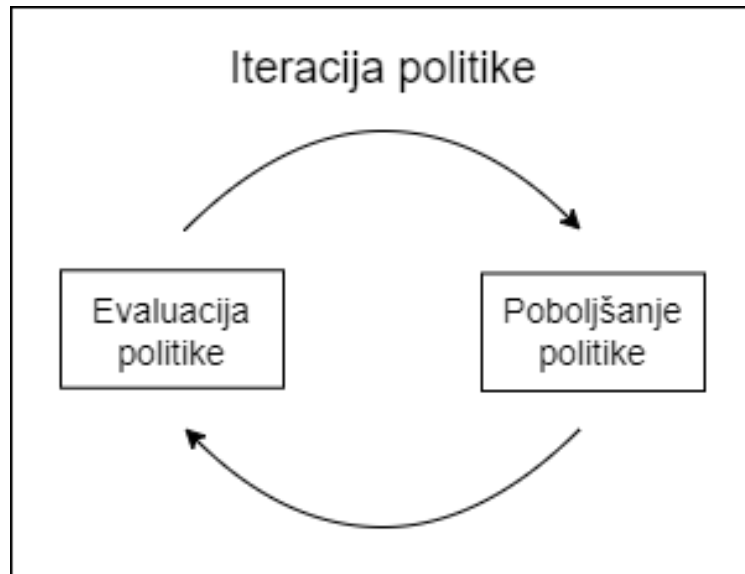 Iteracija politike
Evaluacija
politike
Poboljšanje
politike